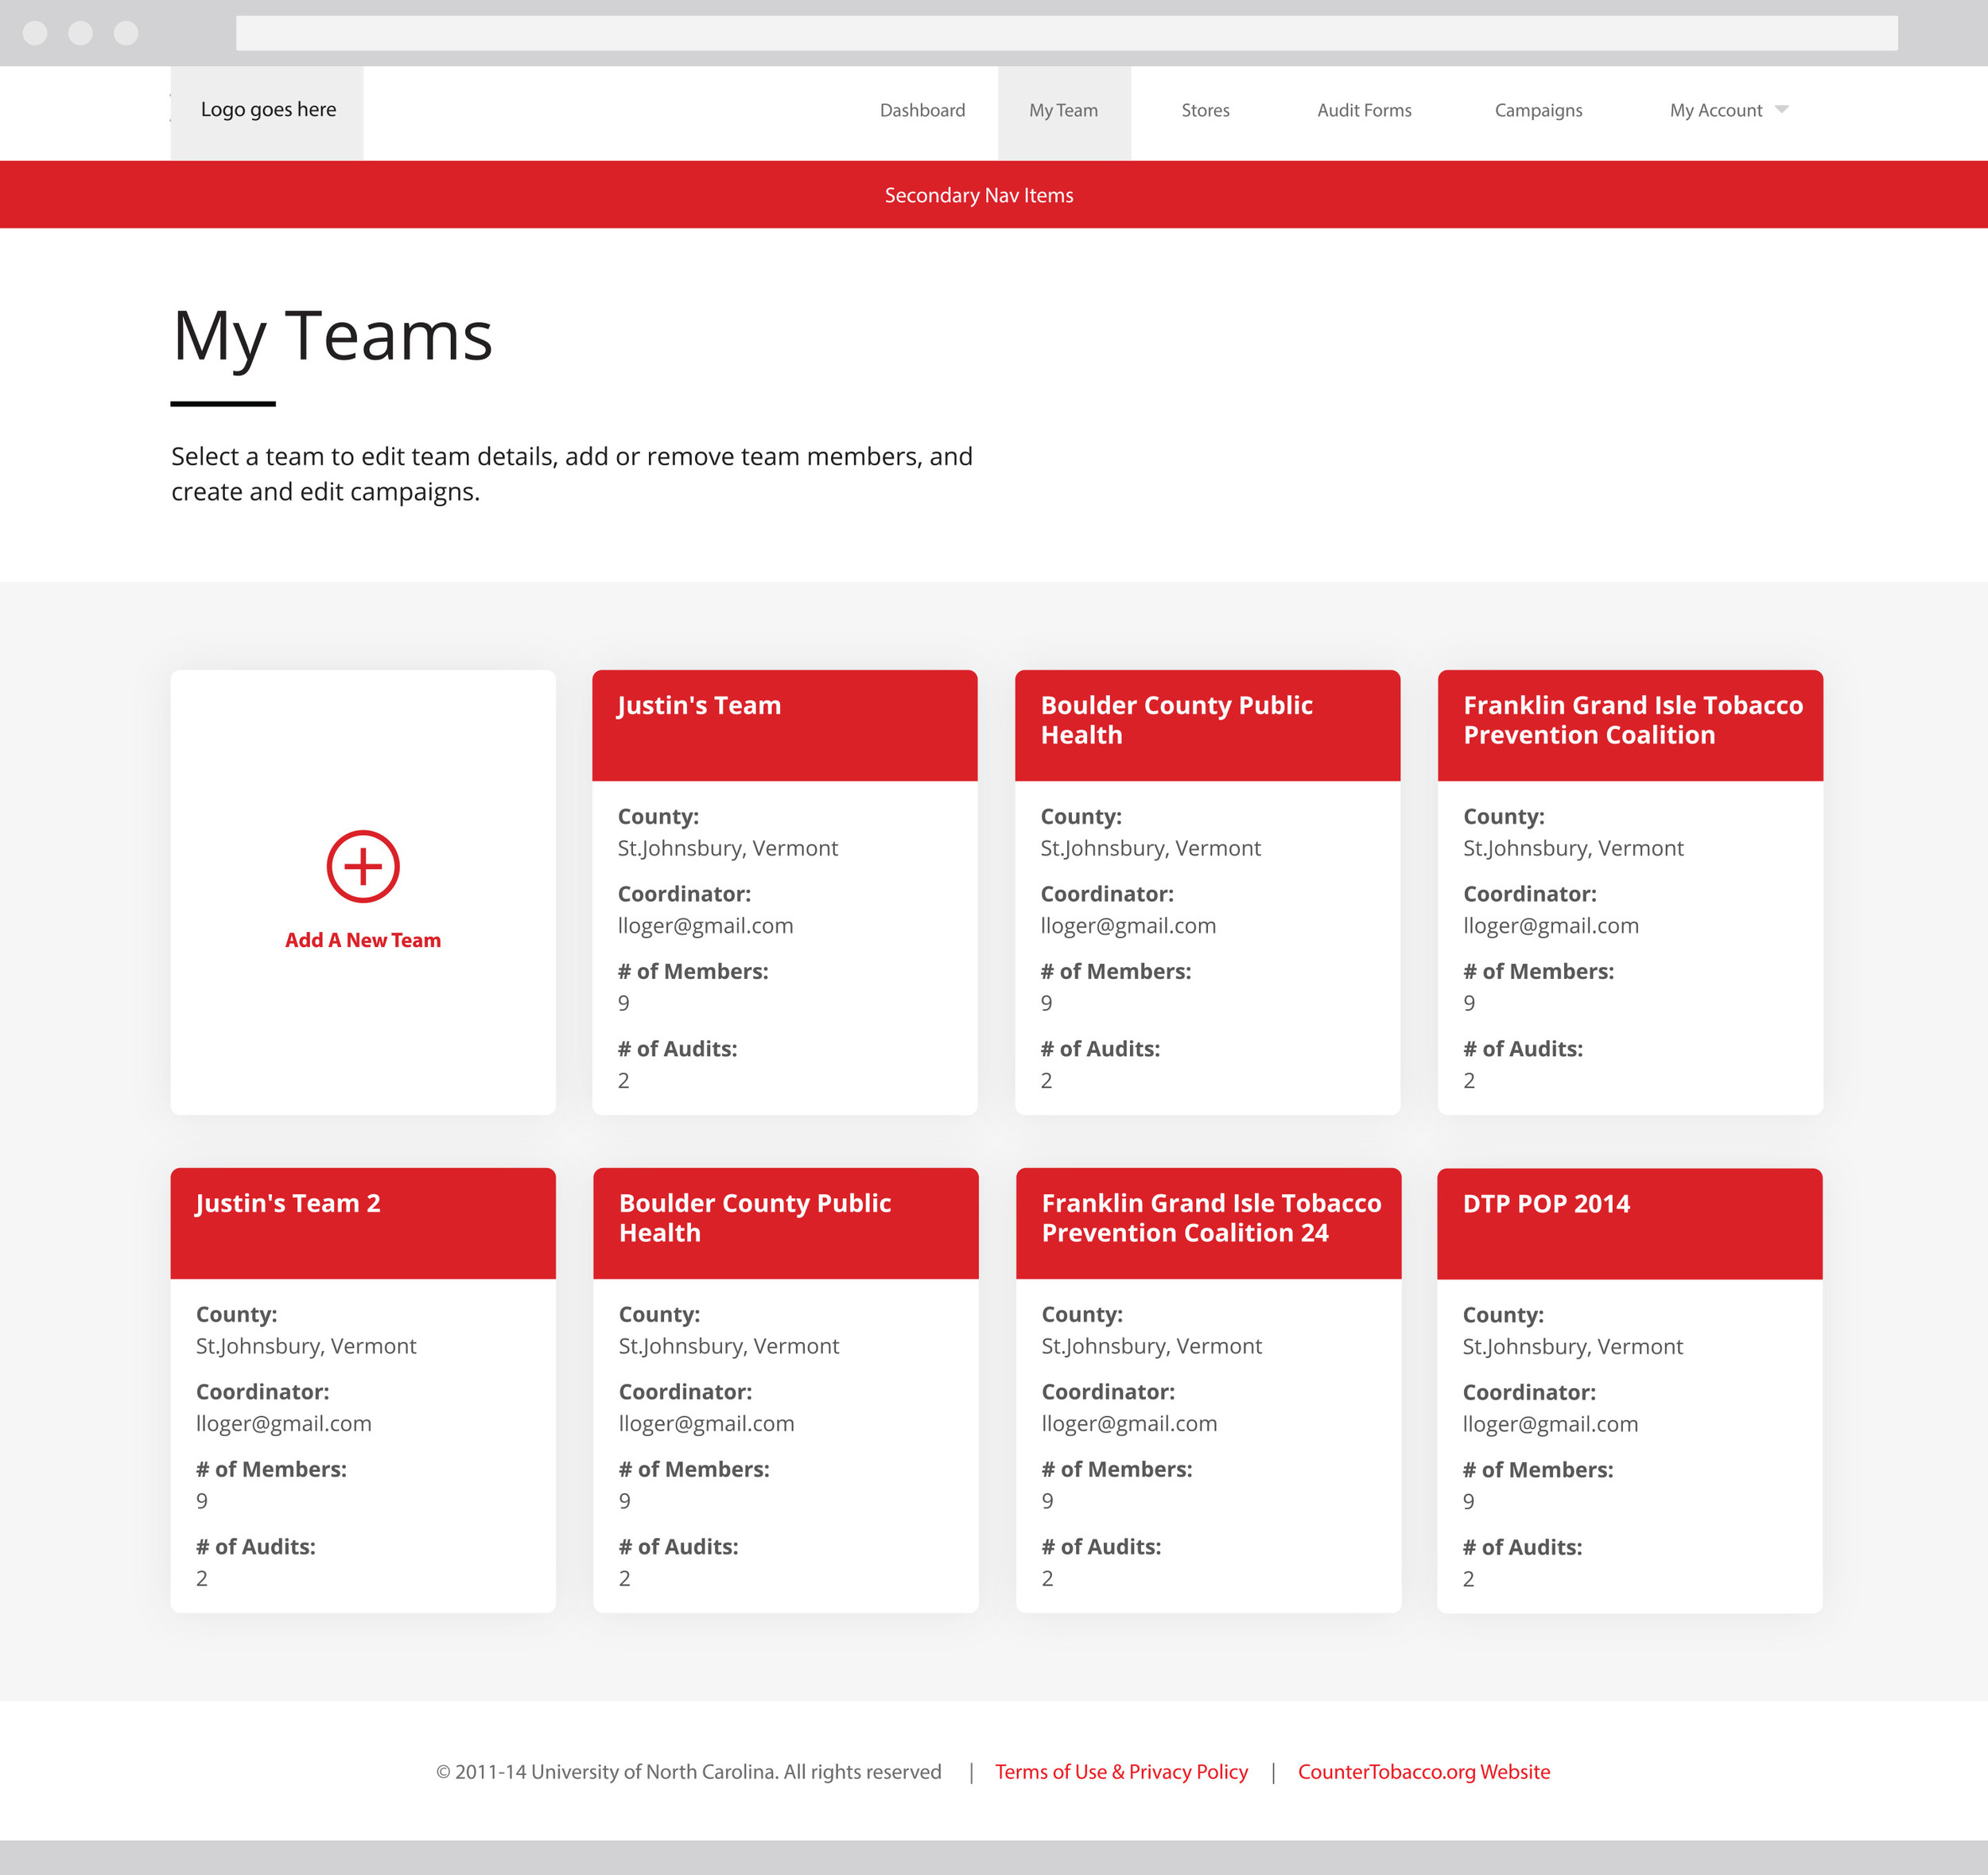 Logo goes here
Dashboard
My Team
Stores
Audit Forms
Campaigns
My Account
Secondary Nav Items
My Teams
Select a team to edit team details, add or remove team members, and
create and edit campaigns.
Add A New Team
Justin's Team
County:
St.Johnsbury, Vermont
Coordinator:
lloger@gmail.com
# of Members:
9
# of Audits:
2
Boulder County Public
Health
County:
St.Johnsbury, Vermont
Coordinator:
lloger@gmail.com
# of Members:
9
# of Audits:
2
Franklin Grand Isle Tobacco
Prevention Coalition
County:
St.Johnsbury, Vermont
Coordinator:
lloger@gmail.com
# of Members:
9
# of Audits:
2
Justin's Team 2
County:
St.Johnsbury, Vermont
Coordinator:
lloger@gmail.com
# of Members:
9
# of Audits:
2
Boulder County Public
Health
County:
St.Johnsbury, Vermont
Coordinator:
lloger@gmail.com
# of Members:
9
# of Audits:
2
Franklin Grand Isle Tobacco
Prevention Coalition 24
County:
St.Johnsbury, Vermont
Coordinator:
lloger@gmail.com
# of Members:
9
# of Audits:
2
DTP POP 2014
County:
St.Johnsbury, Vermont
Coordinator:
lloger@gmail.com
# of Members:
9
# of Audits:
2
© 2011-14 University of North Carolina. All rights reserved | Terms of Use & Privacy Policy | CounterTobacco.org Website